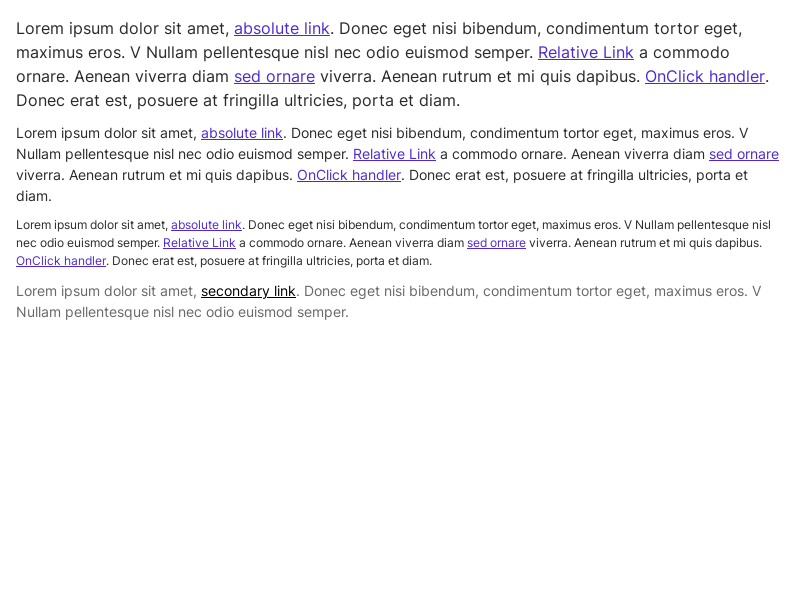 Lorem ipsum dolor sit amet, absolute link. Donec eget nisi bibendum, condimentum tortor eget,
maximus eros. V Nullam pellentesque nisl nec odio euismod semper. Relative Link a commodo
ornare. Aenean viverra diam sed ornare viverra. Aenean rutrum et mi quis dapibus. OnClick handler.
Donec erat est, posuere at fringilla ultricies, porta et diam.
Lorem ipsum dolor sit amet, absolute link. Donec eget nisi bibendum, condimentum tortor eget, maximus eros. V
Nullam pellentesque nisl nec odio euismod semper. Relative Link a commodo ornare. Aenean viverra diam sed ornare
viverra. Aenean rutrum et mi quis dapibus. OnClick handler. Donec erat est, posuere at fringilla ultricies, porta et
diam.
Lorem ipsum dolor sit amet, absolute link. Donec eget nisi bibendum, condimentum tortor eget, maximus eros. V Nullam pellentesque nisl
nec odio euismod semper. Relative Link a commodo ornare. Aenean viverra diam sed ornare viverra. Aenean rutrum et mi quis dapibus.
OnClick handler. Donec erat est, posuere at fringilla ultricies, porta et diam.
Lorem ipsum dolor sit amet, secondary link. Donec eget nisi bibendum, condimentum tortor eget, maximus eros. V
Nullam pellentesque nisl nec odio euismod semper.